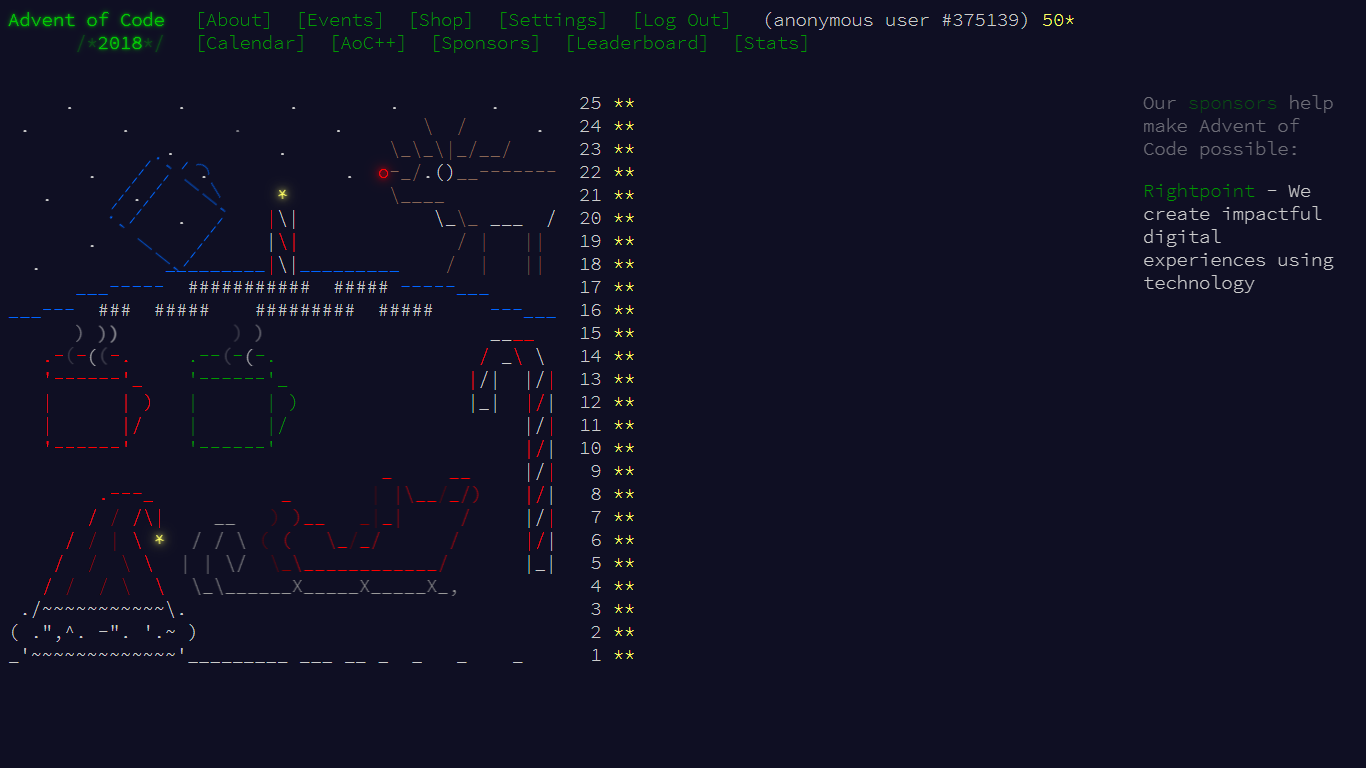 Advent of Code [About] [Events] [Shop] [Settings] [Log Out] (anonymous user #375139) 50*
/*2018*/ [Calendar] [AoC++] [Sponsors] [Leaderboard] [Stats]
25 **
24 **
23 **
22 **
21 **
20 **
19 **
18 **
17 **
16 **
15 **
14 **
13 **
12 **
11 **
10 **
9 **
8 **
7 **
6 **
5 **
4 **
3 **
2 **
1 **
Our sponsors help
make Advent of
Code possible:
Rightpoint - We
create impactful
digital
experiences using
technology